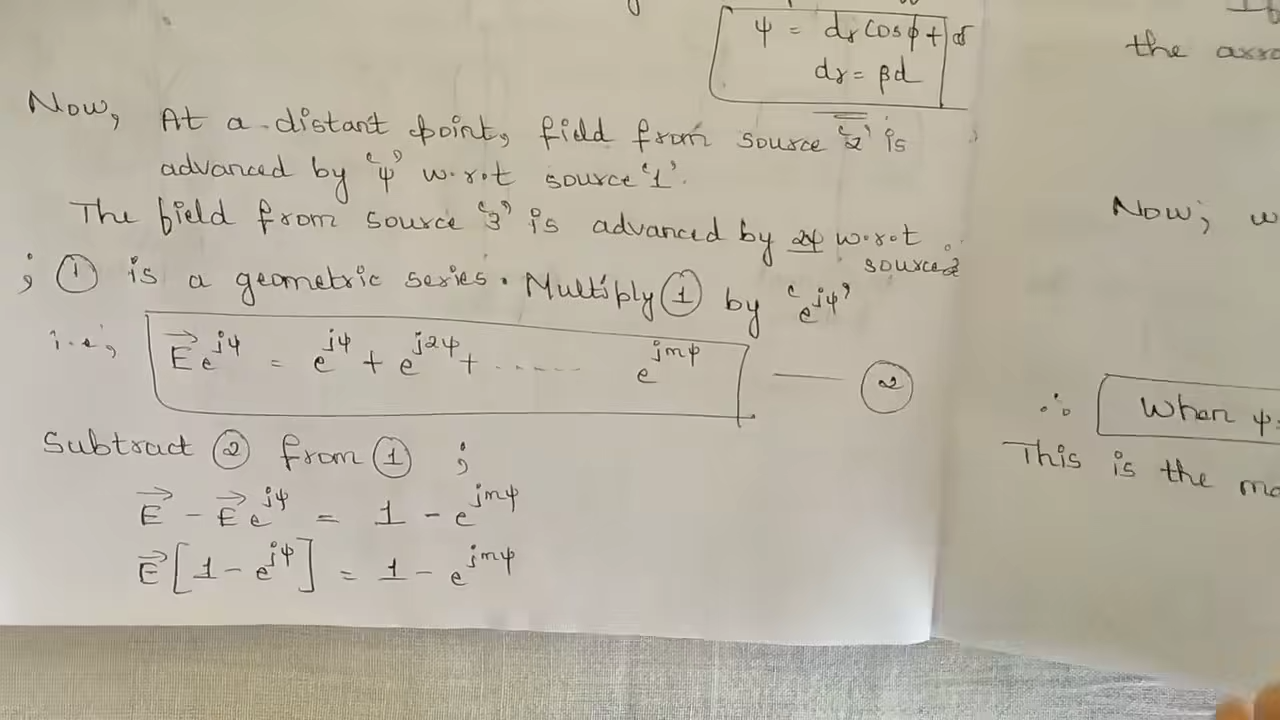 ψ = dr cos φ + δ
dr = βd
Now, At a distant point, field from source '2' is
advanced by 'ψ' w.r.t source '1'.
The field from source '3' is advanced by 2ψ w.r.t
source 2
; ① is a geometric series. Multiply ① by 'e^{jψ}'
i.e., E⃗ e^{jψ} = e^{jψ} + e^{j2ψ} + ...... e^{jnψ} — ②
Subtract ② from ① ;
E⃗ - E⃗ e^{jψ} = 1 - e^{jnψ}
E⃗ [1 - e^{jψ}] = 1 - e^{jnψ}
the
Now;
∴ When ψ=
This is the